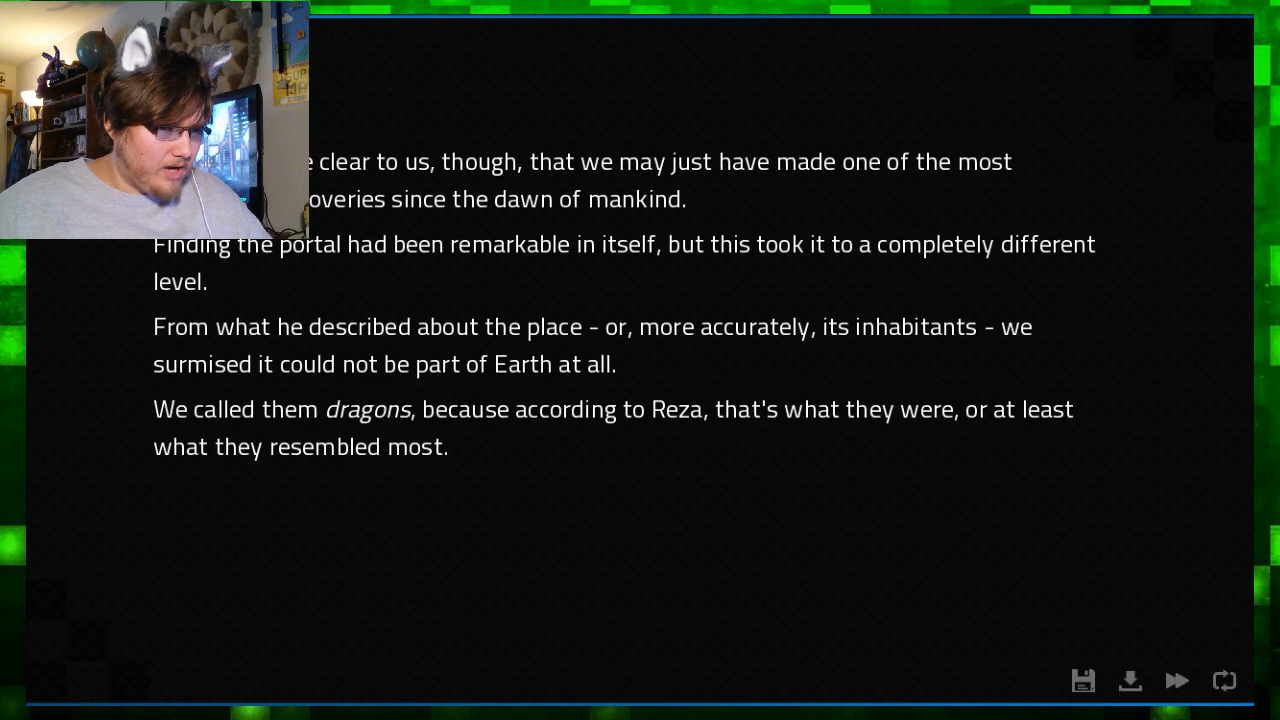 clear to us, though, that we may just have made one of the most
overies since the dawn of mankind.
Finding the portal had been remarkable in itself, but this took it to a completely different
level.
From what he described about the place - or, more accurately, its inhabitants - we
surmised it could not be part of Earth at all.
We called them dragons, because according to Reza, that's what they were, or at least
what they resembled most.